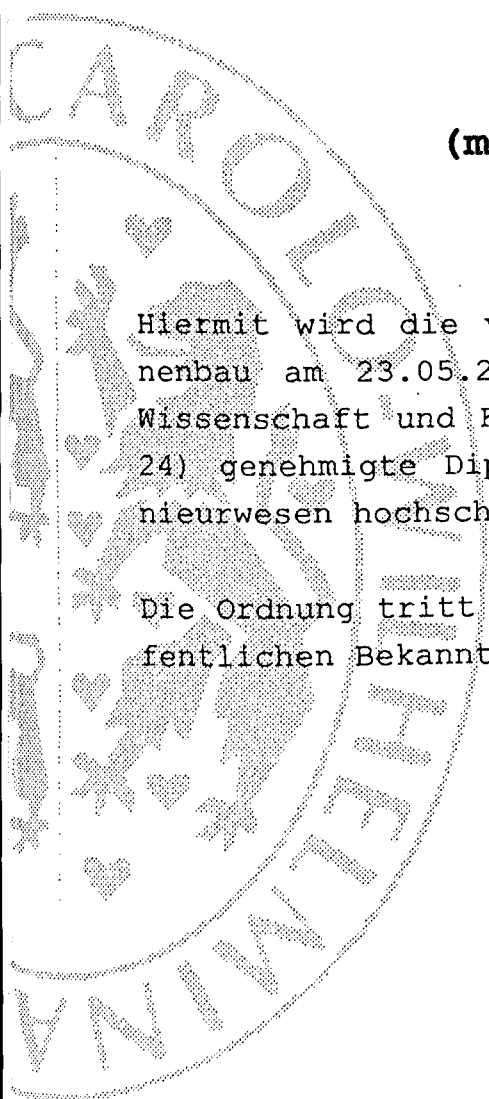 CAROLO WILHELMINA
(m
Hiermit wird die
nenbau am 23.05.2
Wissenschaft und
24) genehmigte Dip
nieurwesen hochsch
Die Ordnung tritt
fentlichen Bekannt